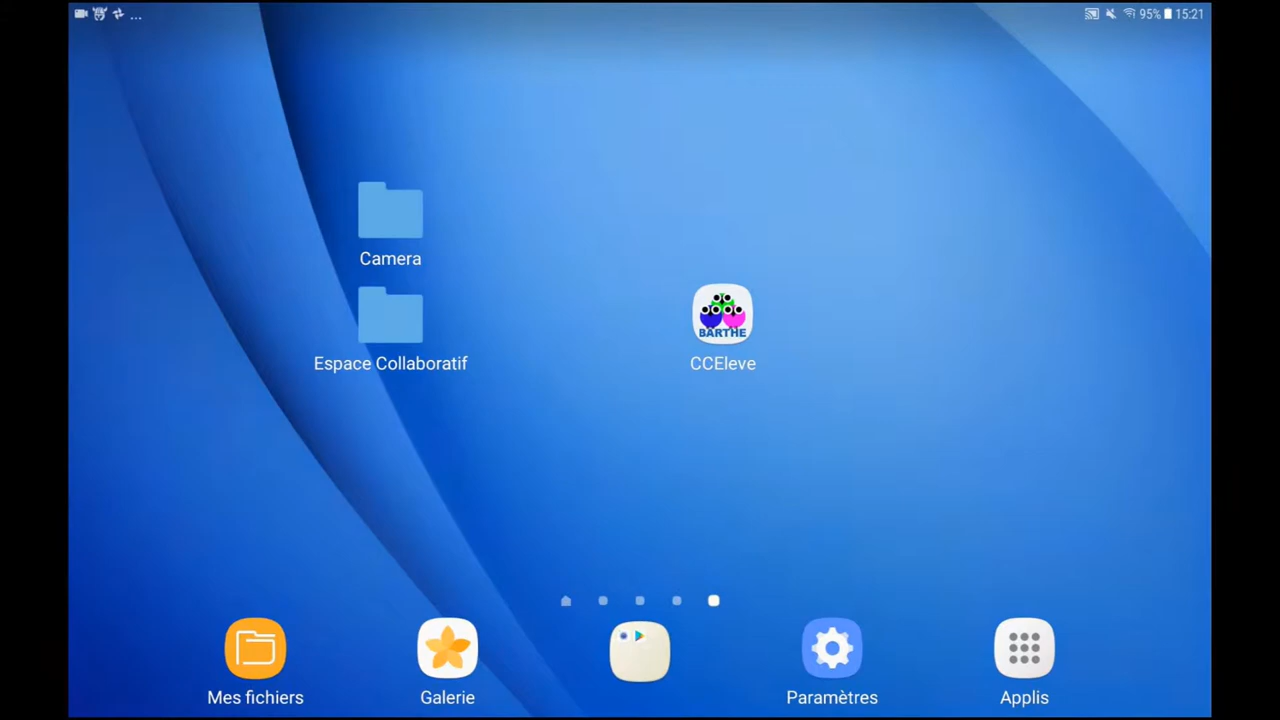 ... 95% 15:21
Camera
Espace Collaboratif
BARTHE
CCEleve
Mes fichiers
Galerie
Paramètres
Applis